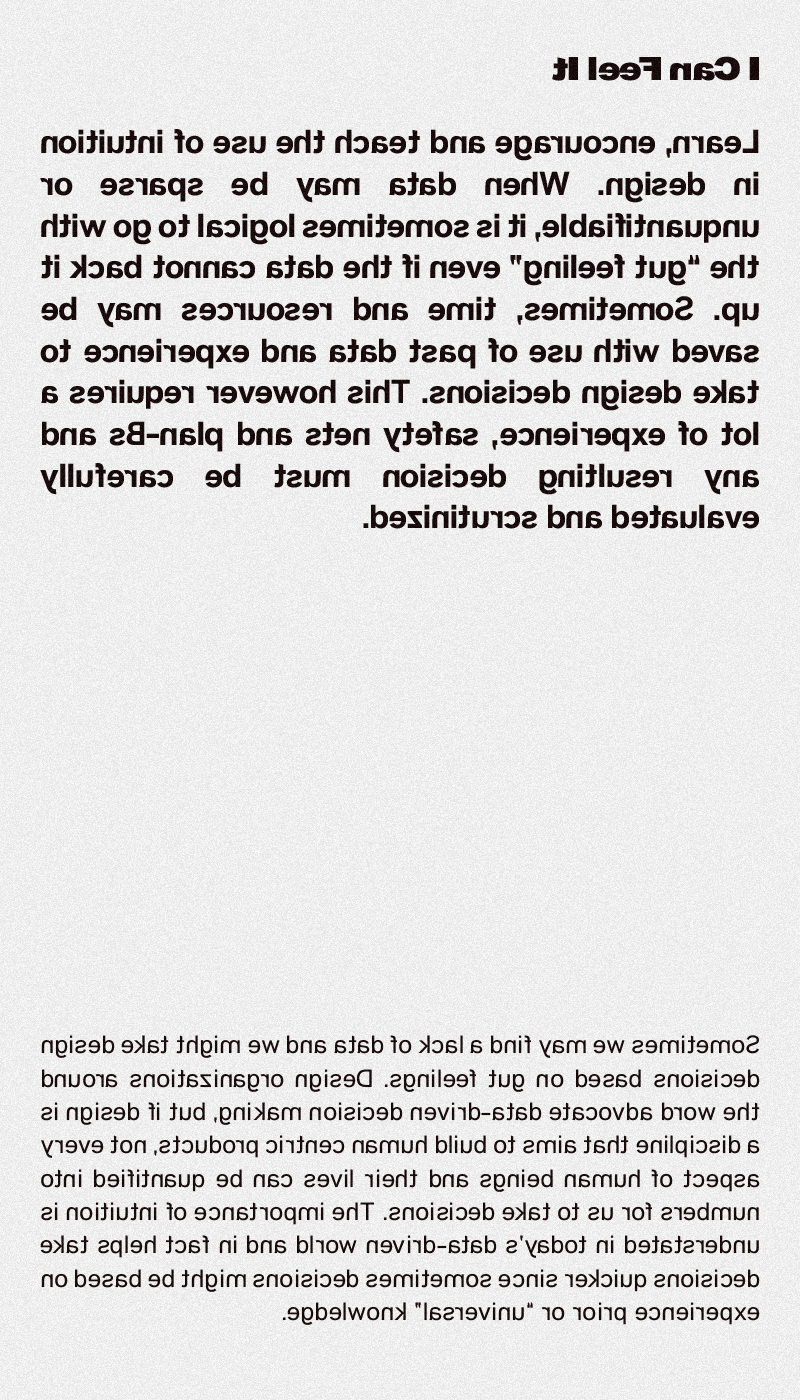 I Can Feel It
Learn, encourage and teach the use of intuition
in design. When data may be sparse or
unquantifiable, it is sometimes logical to go with
the “gut feeling” even if the data cannot back it
up. Sometimes, time and resources may be
saved with use of past data and experience to
take design decisions. This however requires a
lot of experience, safety nets and plan-Bs and
any resulting decision must be carefully
evaluated and scrutinized.
Sometimes we may find a lack of data and we might take design
decisions based on gut feelings. Design organizations around
the word advocate data-driven decision making, but if design is
a discipline that aims to build human centric products, not every
aspect of human beings and their lives can be quantified into
numbers for us to take decisions. The importance of intuition is
understated in today’s data-driven world and in fact helps take
decisions quicker since sometimes decisions might be based on
experience prior or “universal” knowledge.